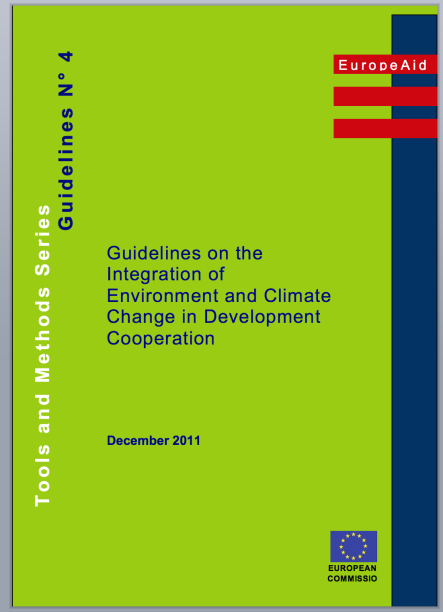 EuropeAid
Tools and Methods Series
Guidelines N° 4
Guidelines on the
Integration of
Environment and Climate
Change in Development
Cooperation
December 2011
EUROPEAN
COMMISSIO